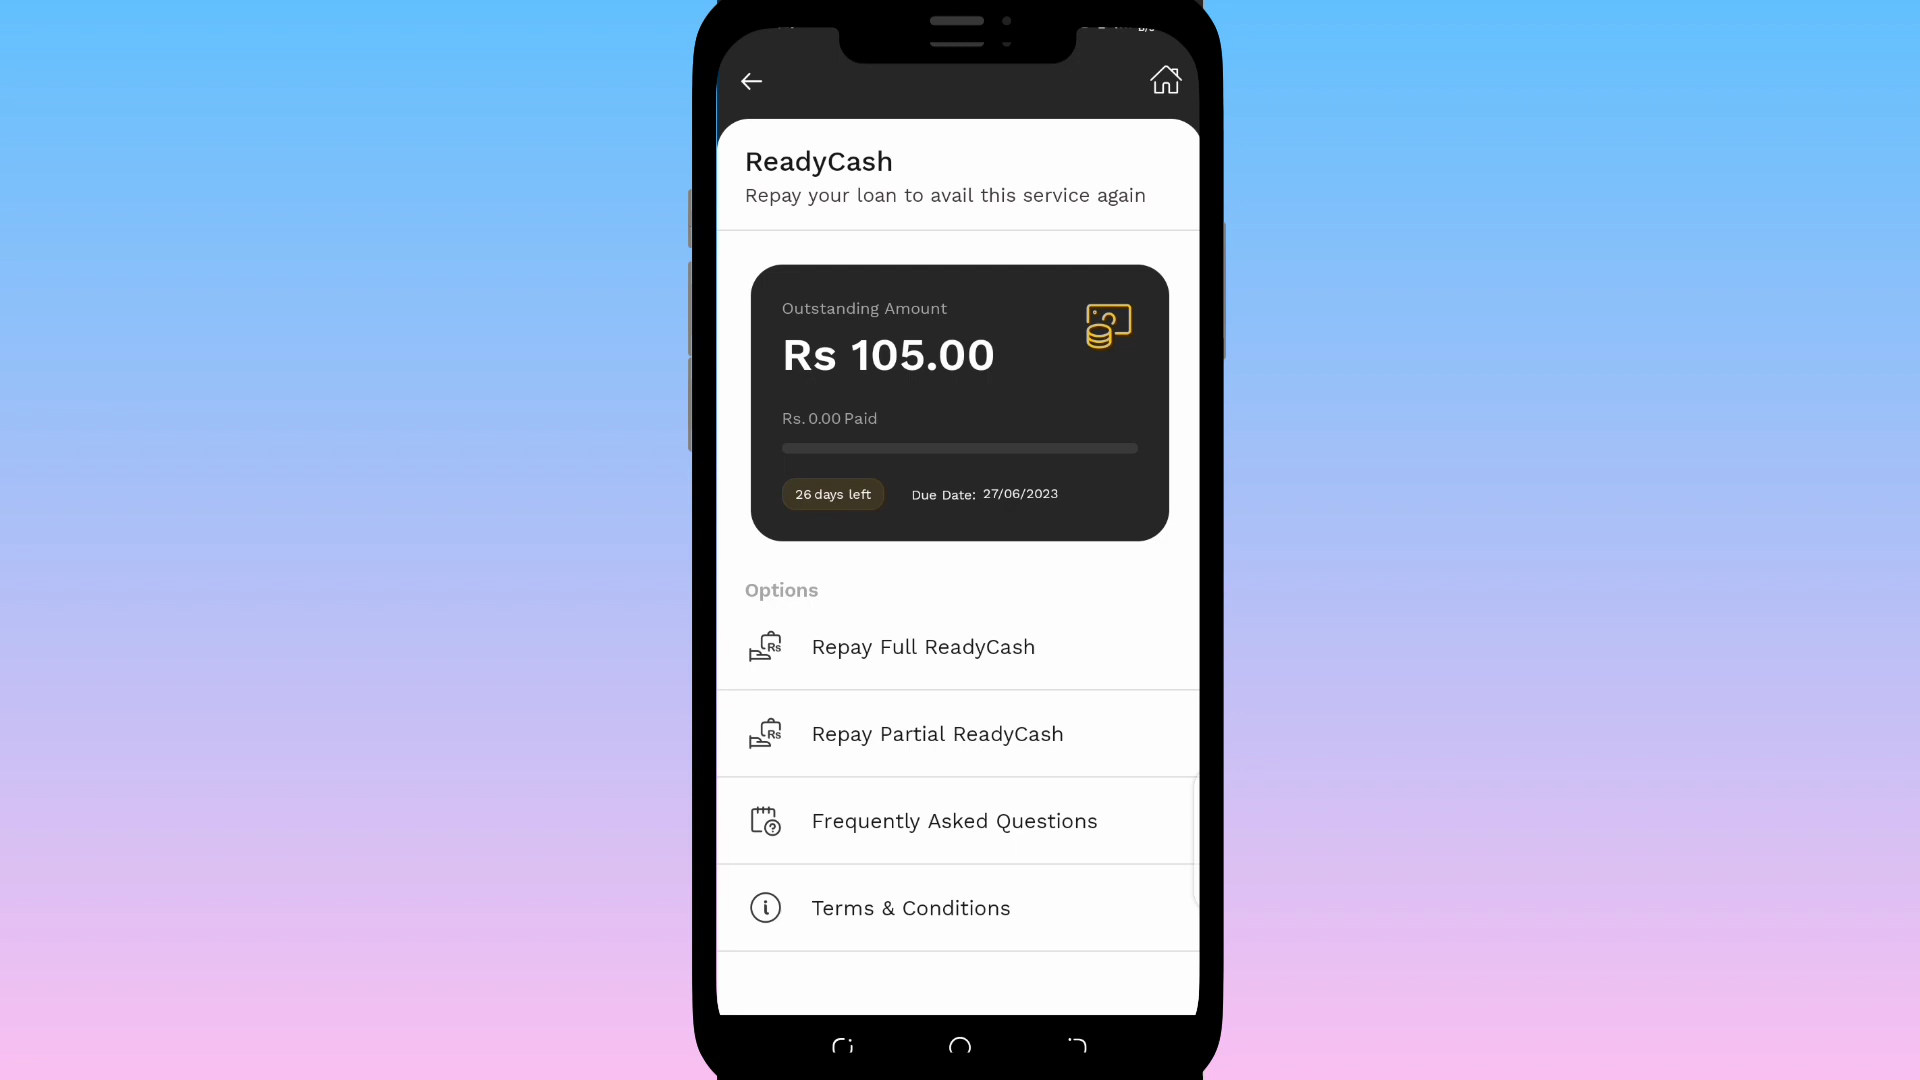 ReadyCash
Repay your loan to avail this service again
Outstanding Amount
Rs 105.00
Rs. 0.00 Paid
26 days left
Due Date: 27/06/2023
Options
Rs
Repay Full ReadyCash
Rs
Repay Partial ReadyCash
Frequently Asked Questions
Terms & Conditions